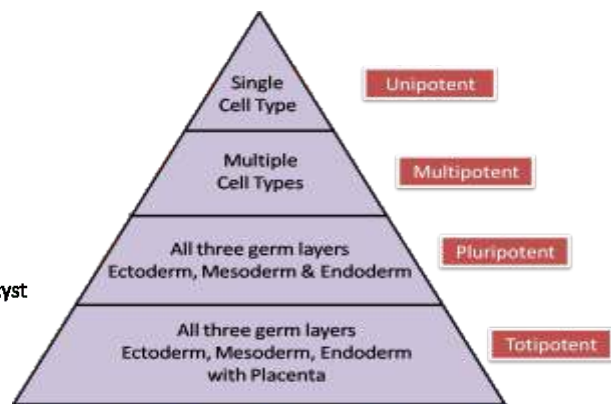 Single
Cell Type
Unipotent
Multiple
Cell Types
Multipotent
All three germ layers
Ectoderm, Mesoderm & Endoderm
Pluripotent
yst
All three germ layers
Ectoderm, Mesoderm, Endoderm
with Placenta
Totipotent